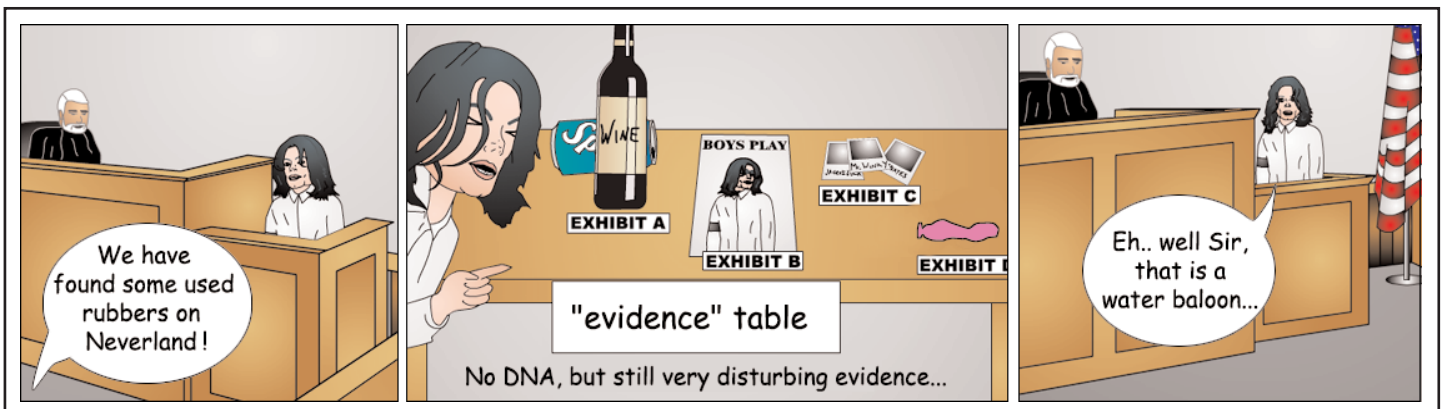 We have
found some used
rubbers on
Neverland !
Sp
WINE
BOYS PLAY
EXHIBIT A
EXHIBIT B
EXHIBIT C
EXHIBIT D
"evidence" table
No DNA, but still very disturbing evidence...
Eh.. well Sir,
that is a
water baloon...